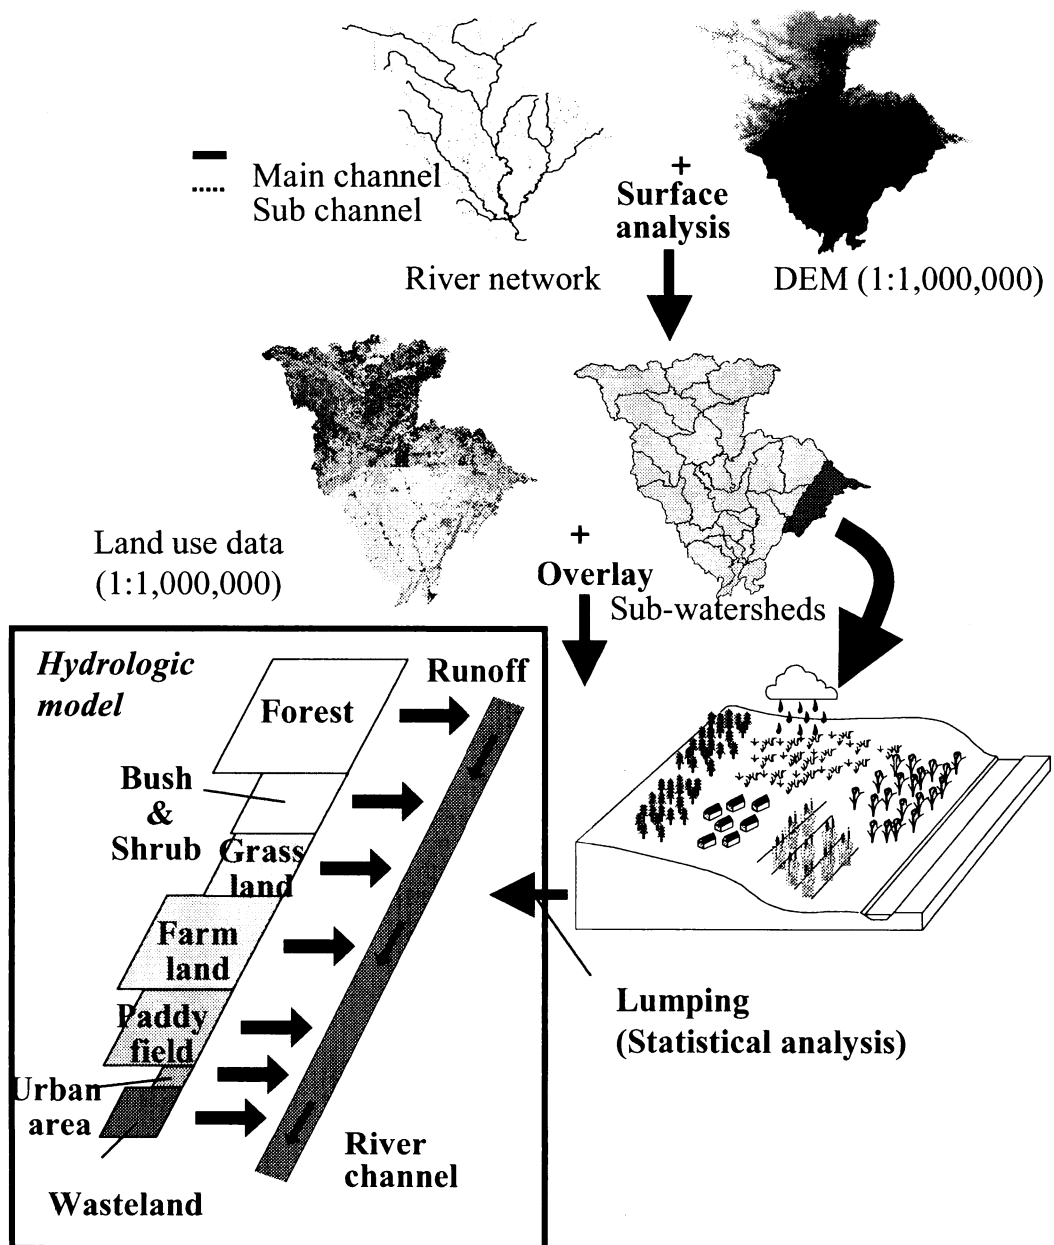 Main channel
Sub channel
+
Surface
analysis
River network
DEM (1:1,000,000)
Land use data
(1:1,000,000)
+
Overlay
Sub-watersheds
Hydrologic
model
Runoff
Forest
Bush
&
Shrub
Grass
land
Farm
land
Paddy
field
Urban
area
Wasteland
River
channel
Lumping
(Statistical analysis)